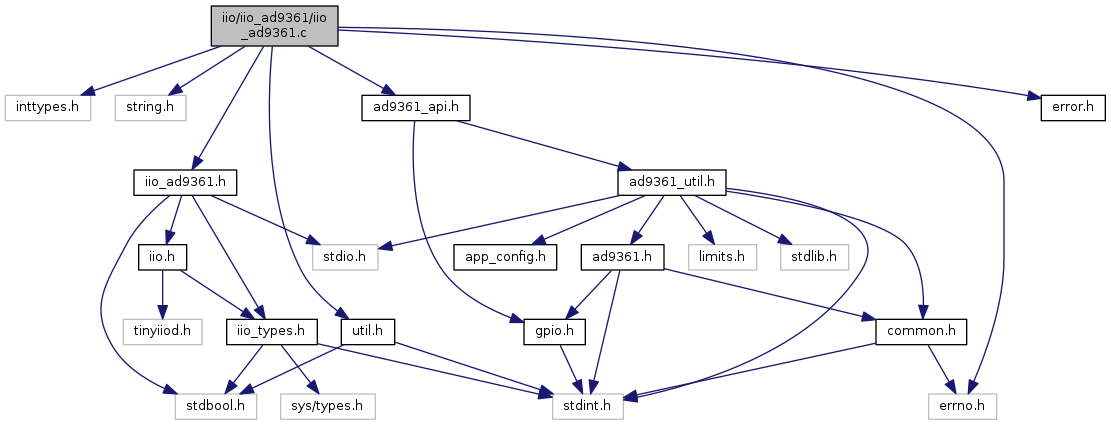 iio/iio_ad9361/iio
_ad9361.c
inttypes.h
string.h
ad9361_api.h
error.h
iio_ad9361.h
ad9361_util.h
iio.h
stdio.h
app_config.h
ad9361.h
limits.h
stdlib.h
tinyiiod.h
iio_types.h
util.h
gpio.h
common.h
stdbool.h
sys/types.h
stdint.h
errno.h